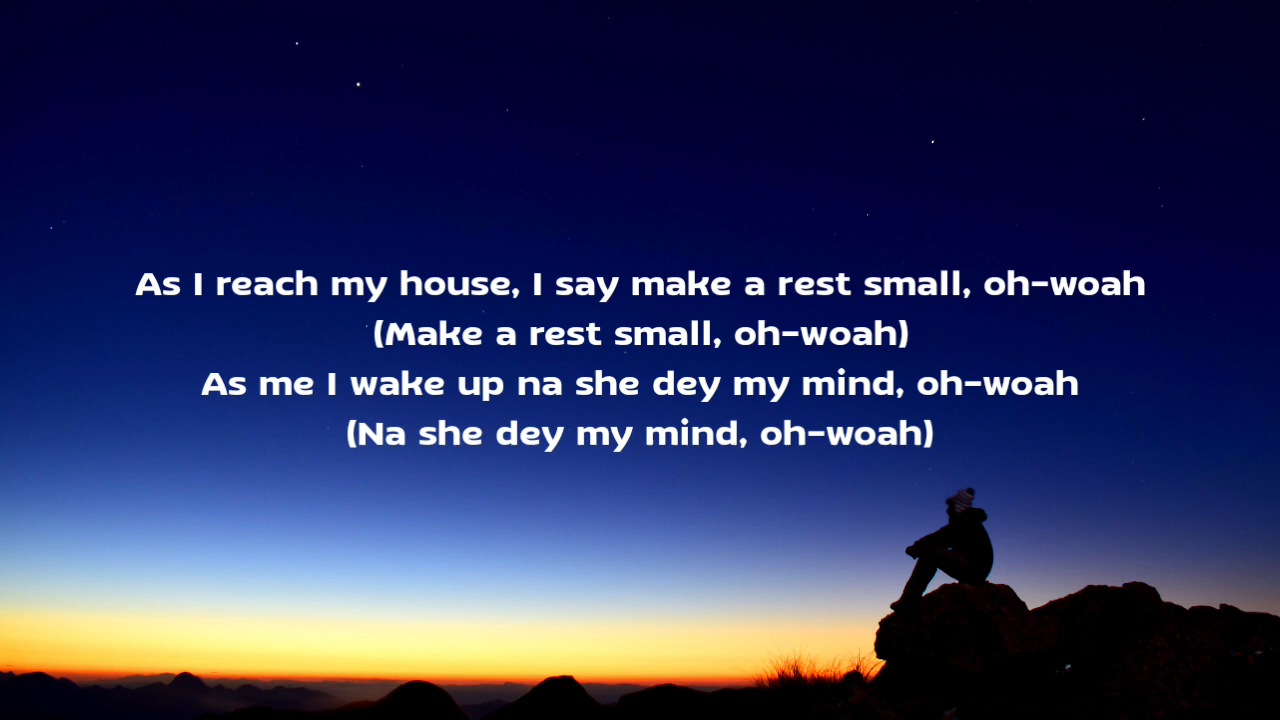 As I reach my house, I say make a rest small, oh-woah
(Make a rest small, oh-woah)
As me I wake up na she dey my mind, oh-woah
(Na she dey my mind, oh-woah)